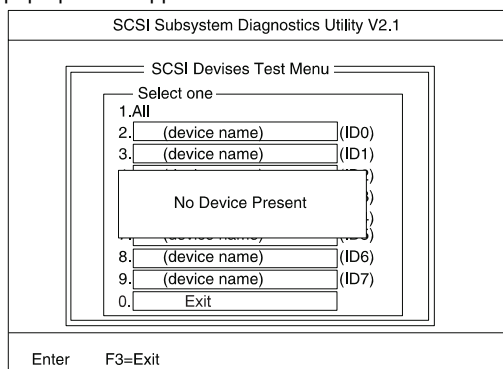 SCSI Subsystem Diagnostics Utility V2.1
SCSI Devises Test Menu
Select one
1.All
2. (device name) (ID0)
3. (device name) (ID1)
No Device Present
8. (device name) (ID6)
9. (device name) (ID7)
0. Exit
Enter F3=Exit